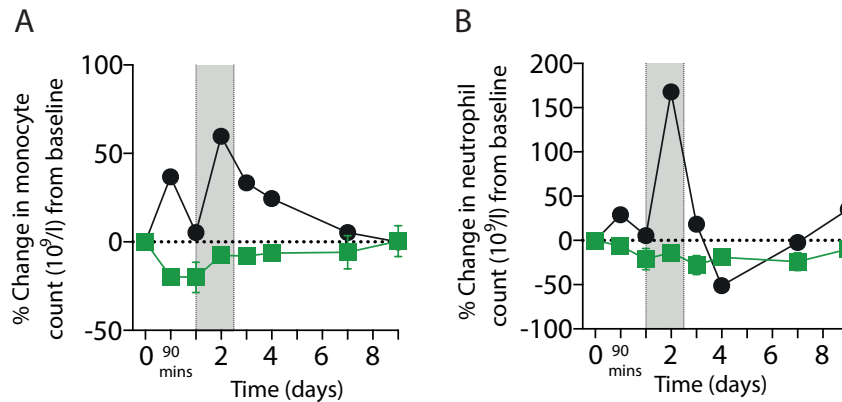 A
% Change in monocyte
count (10⁹/l) from baseline
100
50
0
-50
0 90 mins 2 4 6 8
Time (days)
B
% Change in neutrophil
count (10⁹/l) from baseline
200
150
100
50
0
-50
-100
0 90 mins 2 4 6 8
Time (days)